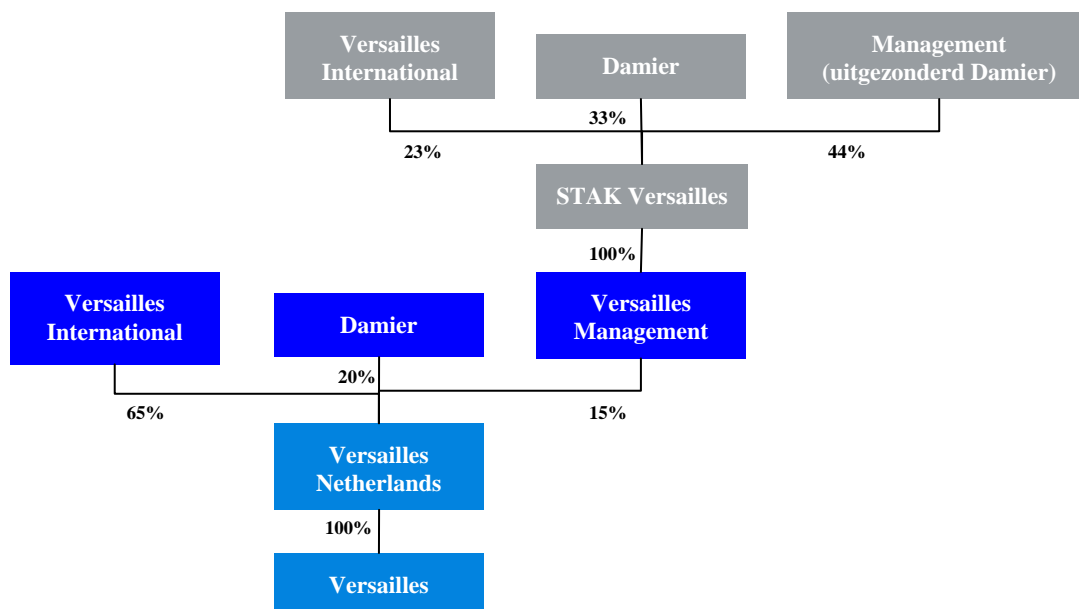 Versailles
International
Damier
Management
(uitgezonderd Damier)
33%
23%
44%
STAK Versailles
100%
Versailles
International
Damier
Versailles
Management
20%
65%
15%
Versailles
Netherlands
100%
Versailles